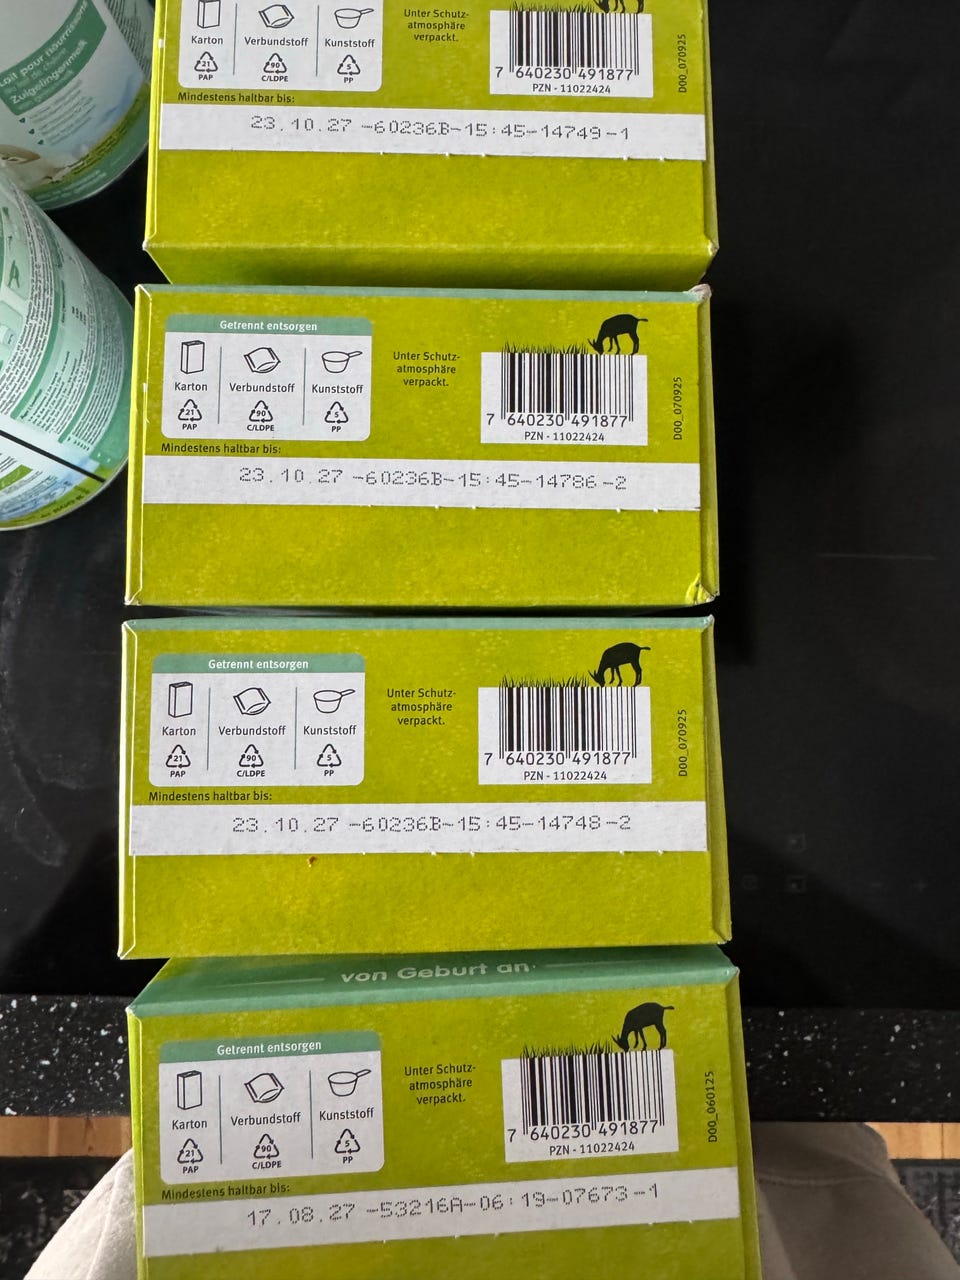 Lait pour nourrissons
Zuigelingenmelk
Karton
Verbundstoff
Kunststoff
21
PAP
90
C/LDPE
5
PP
Unter Schutz-
atmosphäre
verpackt.
7 640230 491877
PZN - 11022424
D00_070925
Mindestens haltbar bis:
23.10.27 -60236B-15:45-14749-1
Getrennt entsorgen
Karton
Verbundstoff
Kunststoff
21
PAP
90
C/LDPE
5
PP
Unter Schutz-
atmosphäre
verpackt.
7 640230 491877
PZN - 11022424
D00_070925
Mindestens haltbar bis:
23.10.27 -60236B-15:45-14786-2
Getrennt entsorgen
Karton
Verbundstoff
Kunststoff
21
PAP
90
C/LDPE
5
PP
Unter Schutz-
atmosphäre
verpackt.
7 640230 491877
PZN - 11022424
D00_070925
Mindestens haltbar bis:
23.10.27 -60236B-15:45-14748-2
von Geburt an
Getrennt entsorgen
Karton
Verbundstoff
Kunststoff
21
PAP
90
C/LDPE
5
PP
Unter Schutz-
atmosphäre
verpackt.
7 640230 491877
PZN - 11022424
D00_060125
Mindestens haltbar bis:
17.08.27 -53216A-06:19-07673-1